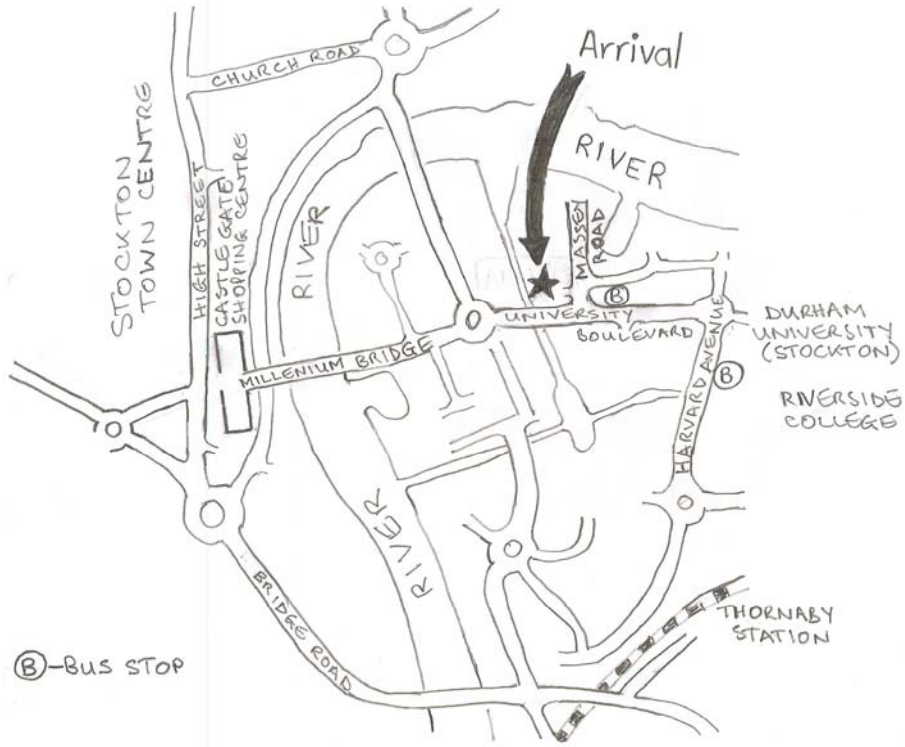 Arrival
CHURCH ROAD
STOCKTON
TOWN CENTRE
HIGH STREET
CASTLE GATE
SHOPPING CENTRE
RIVER
RIVER
MASSEY
ROAD
B
UNIVERSITY
BOULEVARD
MILLENIUM BRIDGE
HARVARD AVENUE
B
DURHAM
UNIVERSITY
(STOCKTON)
RIVERSIDE
COLLEGE
RIVER
BRIDGE ROAD
THORNABY
STATION
B-BUS STOP